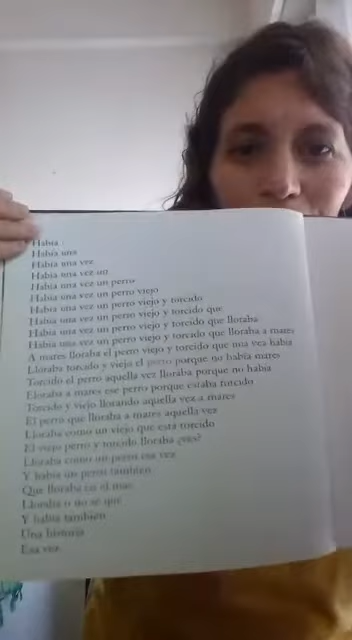 Había
Había una
Había una vez
Había una vez un
Había una vez un perro
Había una vez un perro viejo
Había una vez un perro viejo y torcido
Había una vez un perro viejo y torcido que
Había una vez un perro viejo y torcido que lloraba
Había una vez un perro viejo y torcido que lloraba a mares
A mares lloraba el perro viejo y torcido que una vez había
Lloraba torcido y viejo el perro porque no había mares
Torcido el perro aquella vez lloraba porque no había
Lloraba a mares ese perro porque estaba torcido
Torcido y viejo llorando aquella vez a mares
El perro que lloraba a mares aquella vez
Lloraba como un viejo que está torcido
El viejo perro y torcido lloraba ¿ves?
Lloraba como un perro esa vez
Y había un perro también
Que lloraba en el mar
Lloraba o no sé qué
Y había también
Una historia
Esa vez